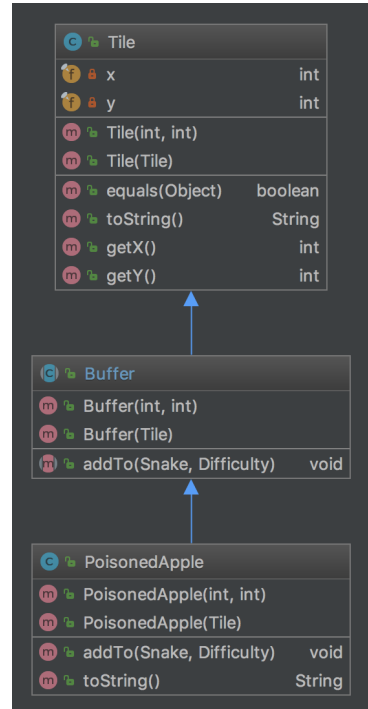 Tile
x int
y int
Tile(int, int)
Tile(Tile)
equals(Object) boolean
toString() String
getX() int
getY() int
Buffer
Buffer(int, int)
Buffer(Tile)
addTo(Snake, Difficulty) void
PoisonedApple
PoisonedApple(int, int)
PoisonedApple(Tile)
addTo(Snake, Difficulty) void
toString() String